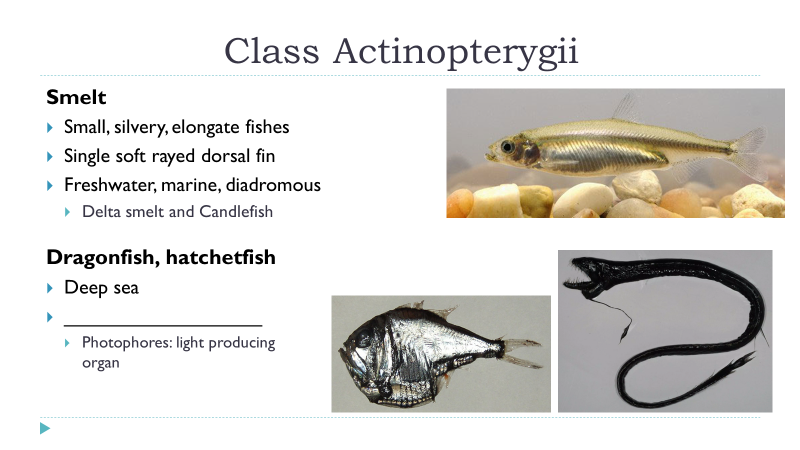 Class Actinopterygii
Smelt
Small, silvery, elongate fishes
Single soft rayed dorsal fin
Freshwater, marine, diadromous
Delta smelt and Candlefish
Dragonfish, hatchetfish
Deep sea
____________________
Photophores: light producing
organ